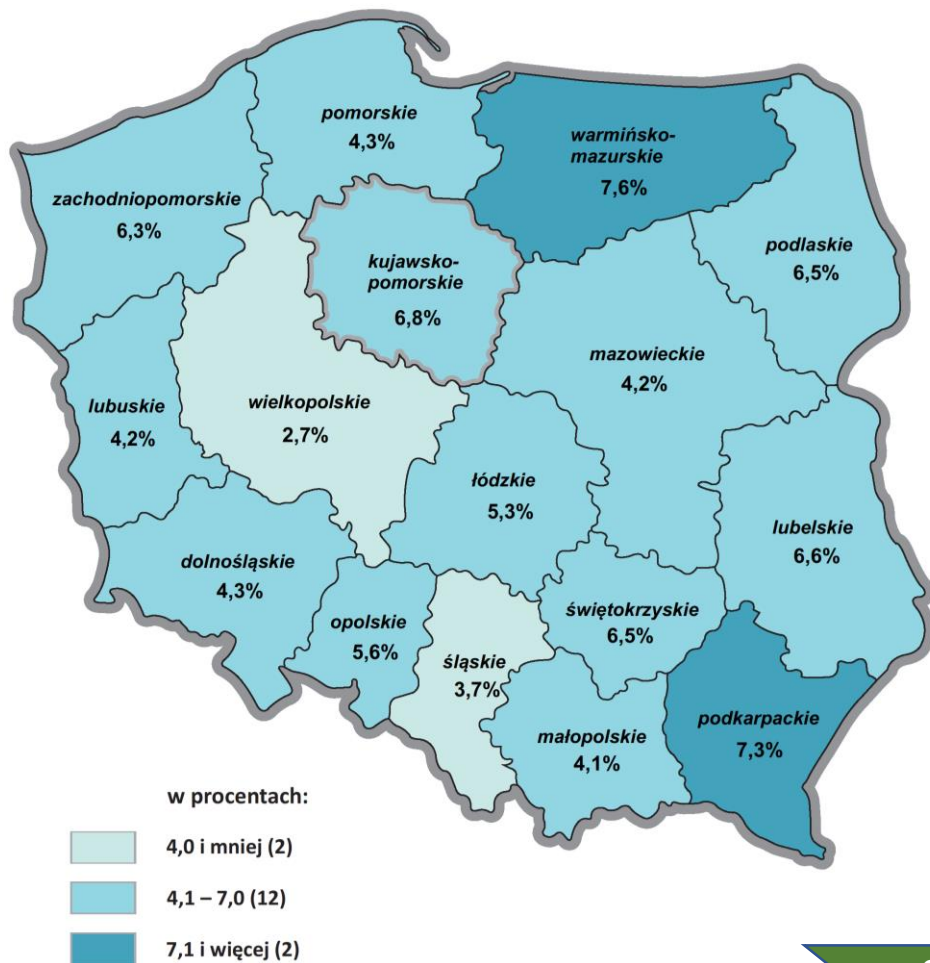 pomorskie
4,3%
warmińsko-
mazurskie
7,6%
zachodniopomorskie
6,3%
podlaskie
6,5%
kujawsko-
pomorskie
6,8%
mazowieckie
4,2%
lubuskie
4,2%
wielkopolskie
2,7%
łódzkie
5,3%
lubelskie
6,6%
dolnośląskie
4,3%
opolskie
5,6%
świętokrzyskie
6,5%
śląskie
3,7%
podkarpackie
7,3%
małopolskie
4,1%
w procentach:
4,0 i mniej (2)
4,1 – 7,0 (12)
7,1 i więcej (2)